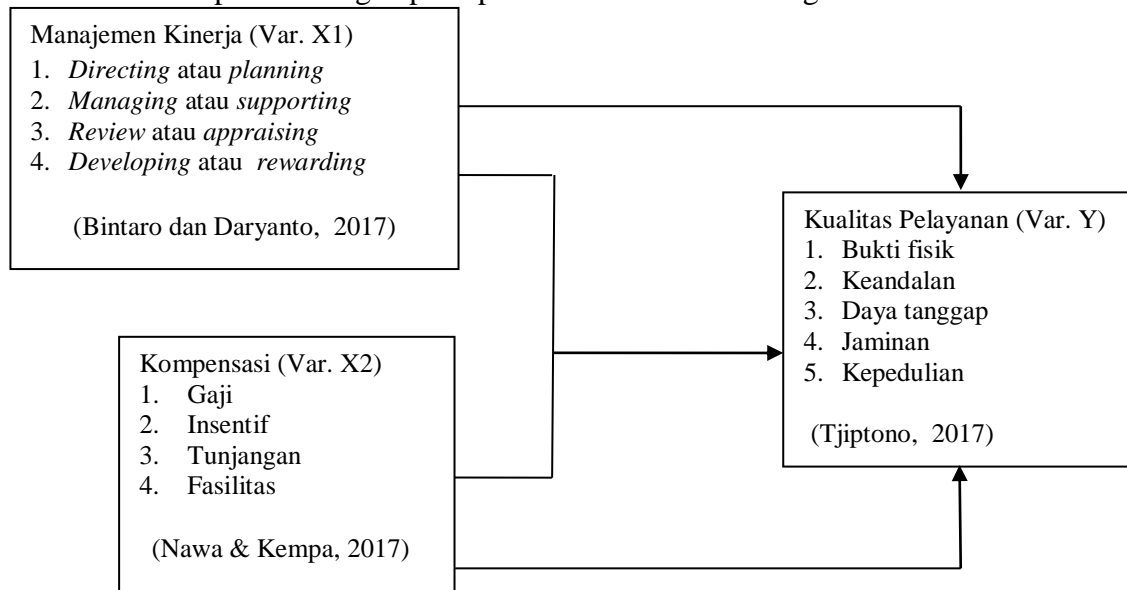 Manajemen Kinerja (Var. X1)
1. Directing atau planning
2. Managing atau supporting
3. Review atau appraising
4. Developing atau rewarding
(Bintaro dan Daryanto, 2017)
Kualitas Pelayanan (Var. Y)
1. Bukti fisik
2. Keandalan
3. Daya tanggap
4. Jaminan
5. Kepedulian
(Tjiptono, 2017)
Kompensasi (Var. X2)
1. Gaji
2. Insentif
3. Tunjangan
4. Fasilitas
(Nawa & Kempa, 2017)